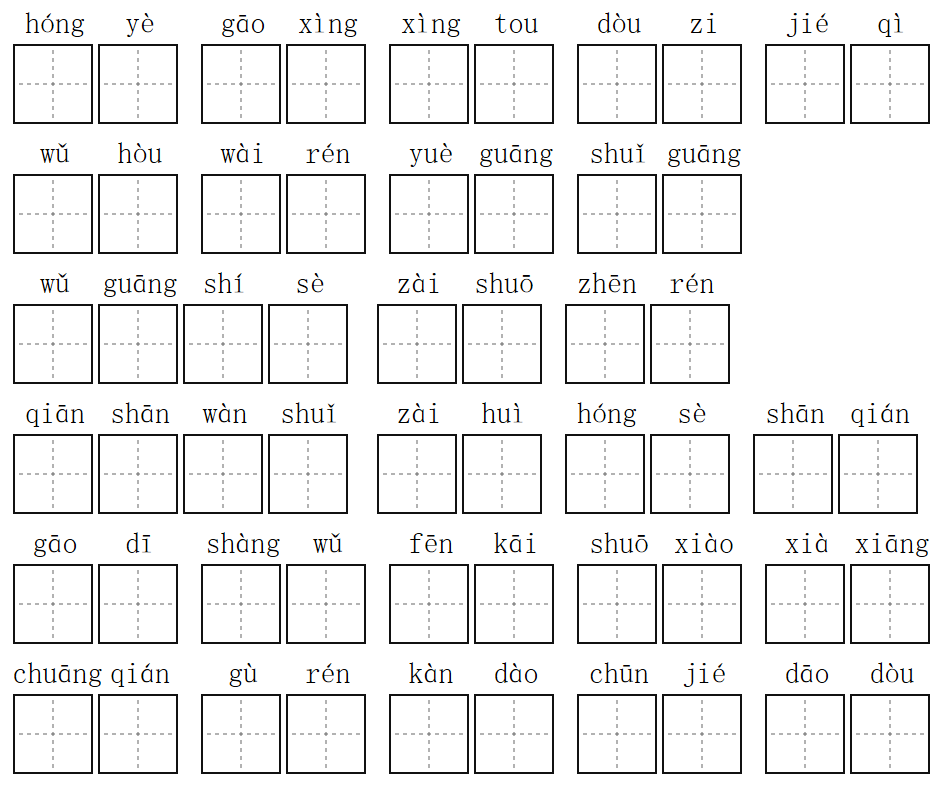 hóng yè gāo xìng xìng tou dòu zi jié qì
wǔ hòu wài rén yuè guāng shuǐ guāng
wǔ guāng shí sè zài shuō zhēn rén
qiān shān wàn shuǐ zài huì hóng sè shān qián
gāo dī shàng wǔ fēn kāi shuō xiào xià xiāng
chuāng qián gù rén kàn dào chūn jié dāo dòu